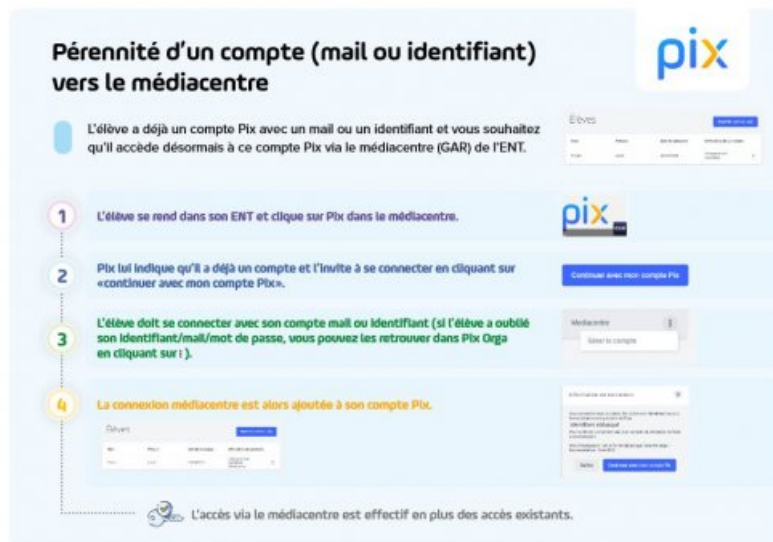 Pérennité d'un compte (mail ou identifiant)
vers le médiacentre
pix
L'élève a déjà un compte Pix avec un mail ou un identifiant et vous souhaitez
qu'il accède désormais à ce compte Pix via le médiacentre (GAR) de l'ENT.
Elèves
1
L'élève se rend dans son ENT et clique sur Pix dans le médiacentre.
pix
2
Pix lui indique qu'il a déjà un compte et l'invite à se connecter en cliquant sur
«continuer avec mon compte Pix».
Continuer avec mon compte Pix
3
L'élève doit se connecter avec son compte mail ou identifiant (si l'élève a oublié
son identifiant/mail/mot de passe, vous pouvez les retrouver dans Pix Orga
en cliquant sur ⁝ ).
Mediacentre
Gérer le compte
4
La connexion médiacentre est alors ajoutée à son compte Pix.
Elèves
Continuer avec mon compte Pix
L'accès via le médiacentre est effectif en plus des accès existants.